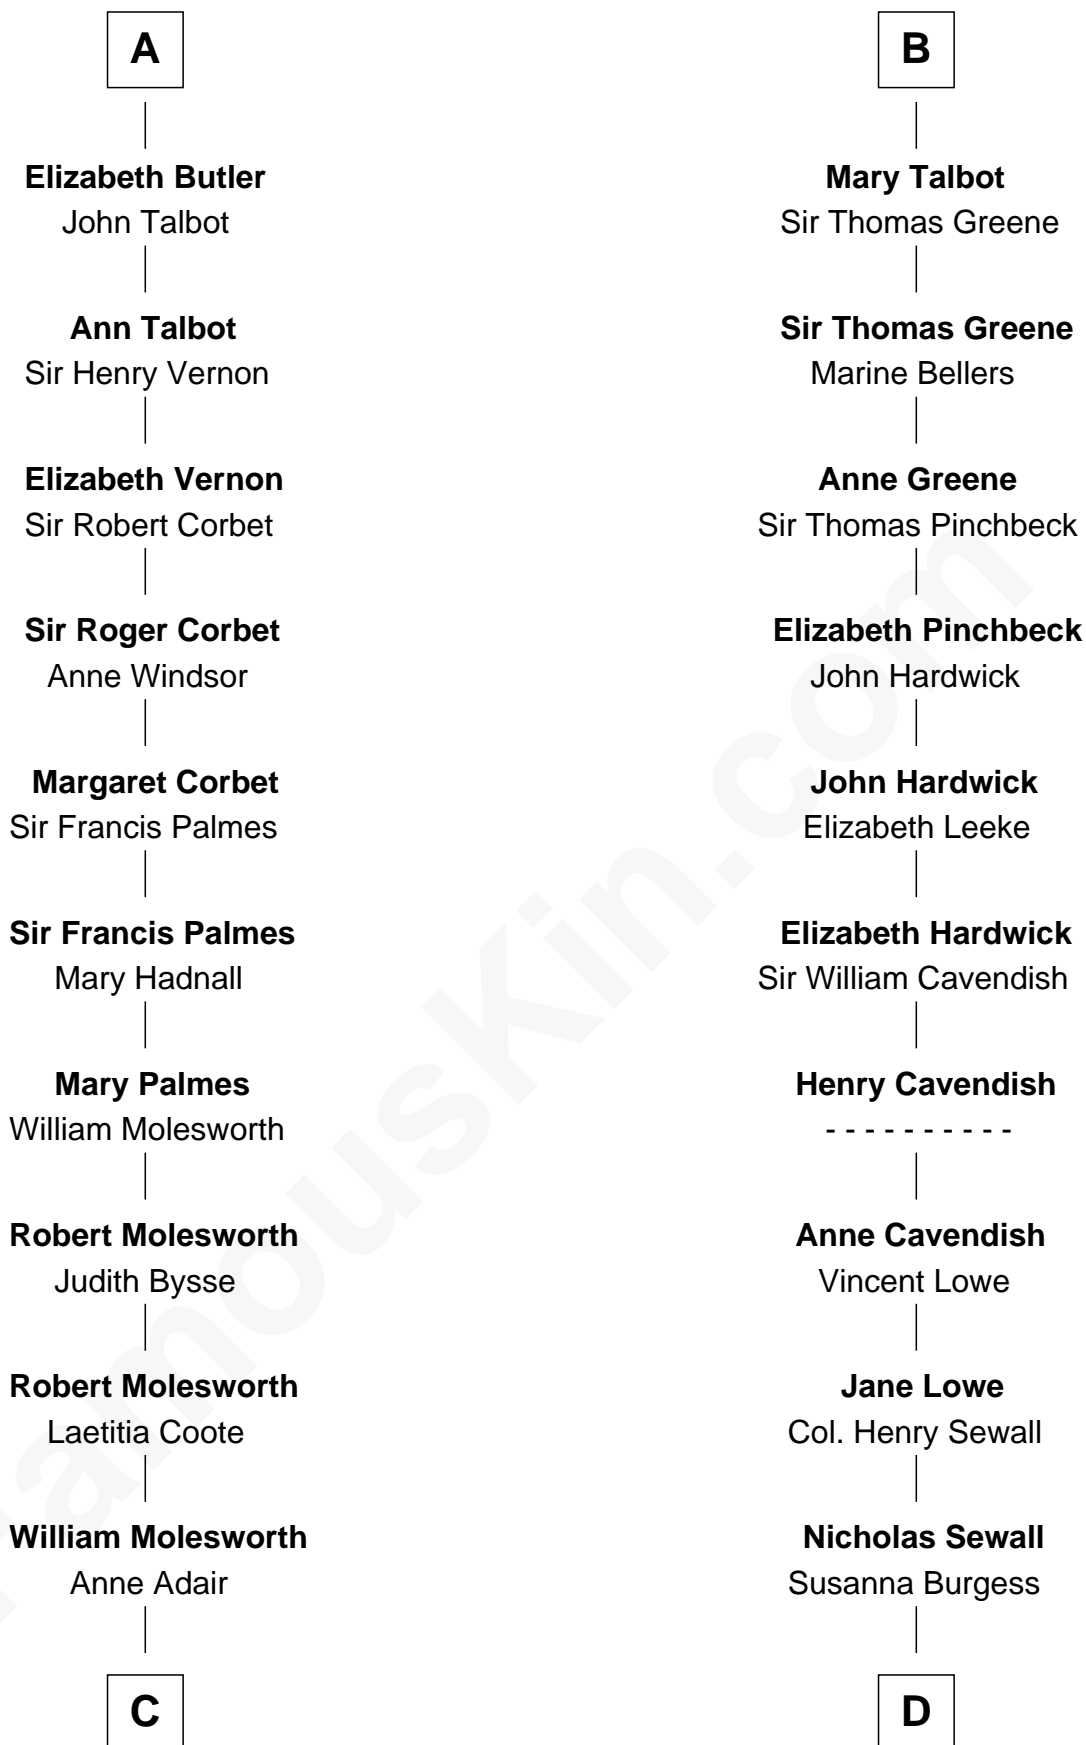 A
Elizabeth Butler
John Talbot
Ann Talbot
Sir Henry Vernon
Elizabeth Vernon
Sir Robert Corbet
Sir Roger Corbet
Anne Windsor
Margaret Corbet
Sir Francis Palmes
Sir Francis Palmes
Mary Hadnall
Mary Palmes
William Molesworth
Robert Molesworth
Judith Bysse
Robert Molesworth
Laetitia Coote
William Molesworth
Anne Adair
C
B
Mary Talbot
Sir Thomas Greene
Sir Thomas Greene
Marine Bellers
Anne Greene
Sir Thomas Pinchbeck
Elizabeth Pinchbeck
John Hardwick
John Hardwick
Elizabeth Leeke
Elizabeth Hardwick
Sir William Cavendish
Henry Cavendish
- - - - - - - - - -
Anne Cavendish
Vincent Lowe
Jane Lowe
Col. Henry Sewall
Nicholas Sewall
Susanna Burgess
D
FamousKin.com